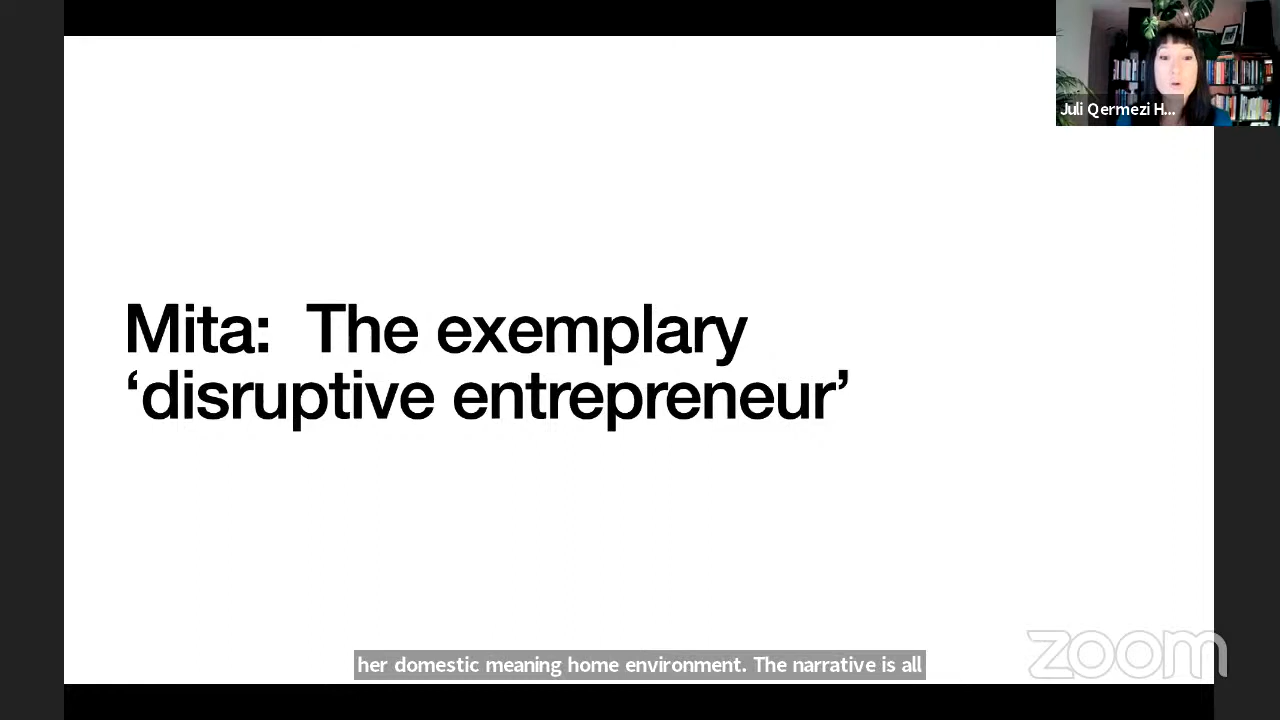 Juli Qermezi H...
Mita:  The exemplary
‘disruptive entrepreneur’
her domestic meaning home environment. The narrative is all
zoom